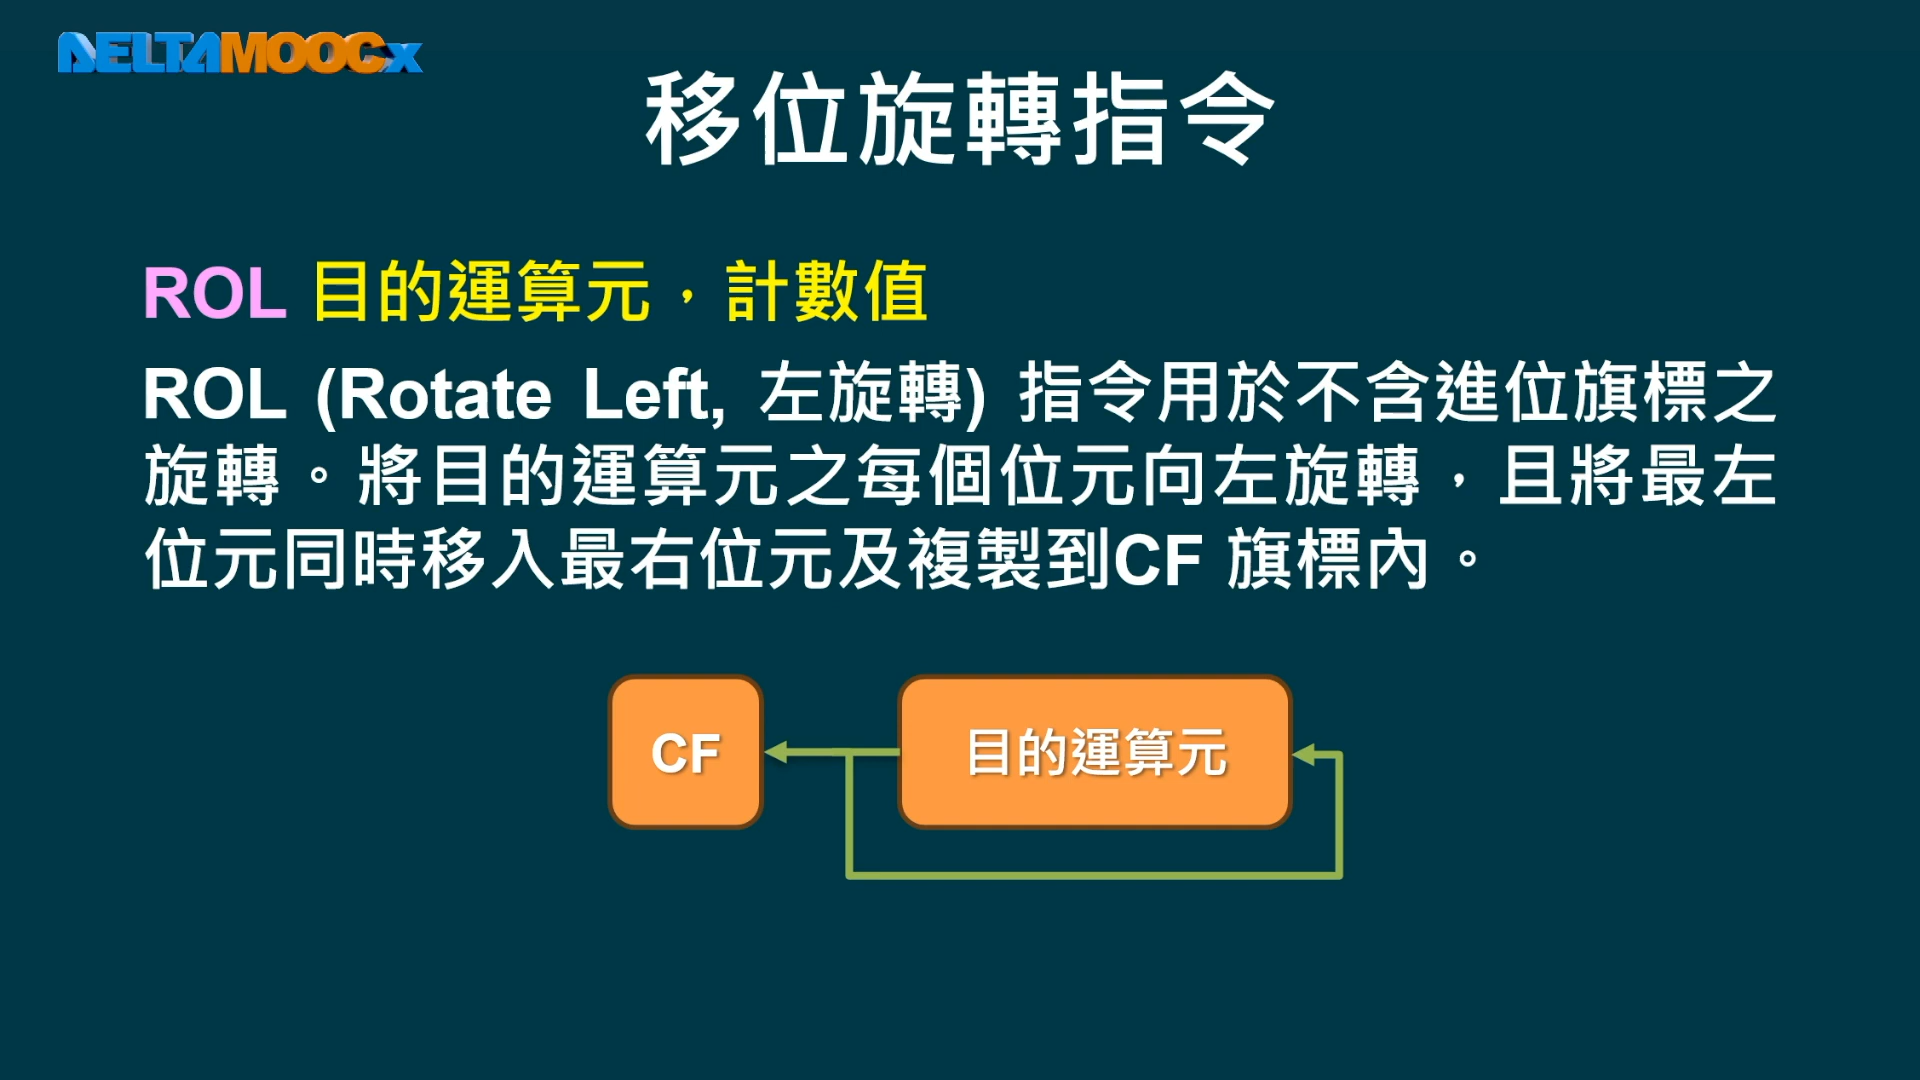 DELTAMOOCx
移位旋轉指令
ROL 目的運算元，計數值
ROL (Rotate Left, 左旋轉) 指令用於不含進位旗標之
旋轉。將目的運算元之每個位元向左旋轉，且將最左
位元同時移入最右位元及複製到CF 旗標內。
CF
目的運算元